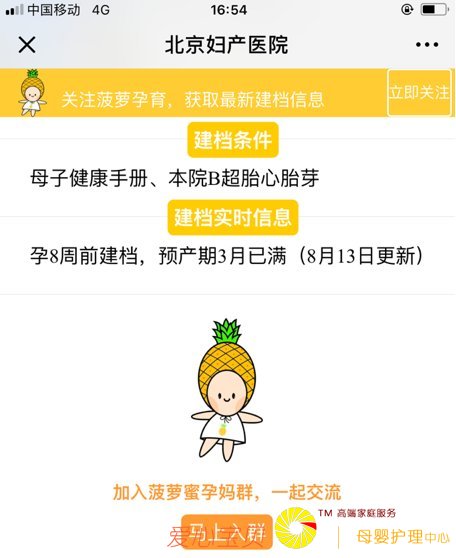 中国移动 4G 16:54
北京妇产医院
关注菠萝孕育，获取最新建档信息
立即关注
建档条件
母子健康手册、本院B超胎心胎芽
建档实时信息
孕8周前建档，预产期3月已满（8月13日更新）
加入菠萝蜜孕妈群，一起交流
马上入群
爱心宝贝
TM 高端家庭服务
母婴护理中心